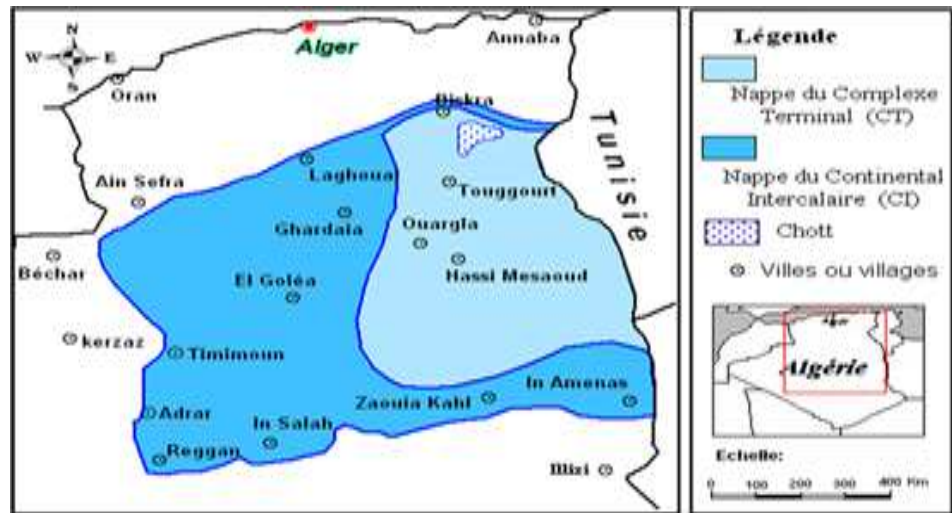 N
W
E
S
Alger
Annaba
Oran
Biskra
Tunisie
Laghoua
Ain Sefra
Touggourt
Ghardaia
Ouargla
Béchar
Hassi Mesaoud
El Goléa
kerzaz
Timimoun
In Amenas
Zaouia Kahl
Adrar
In Salah
Reggan
Illizi
Légende
Nappe du Complexe
Terminal (CT)
Nappe du Continental
Intercalaire (CI)
Chott
Villes ou villages
Algérie
Echelle:
0 100 200 300 400 Km